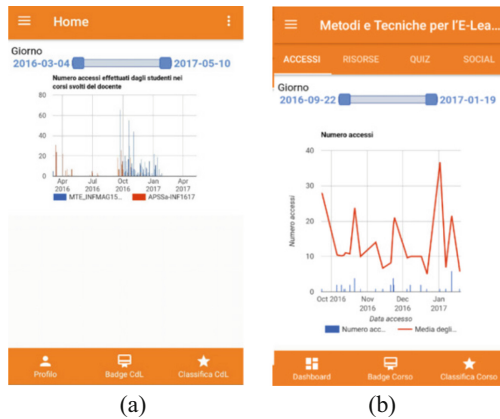 Home
Giorno
2016-03-04
2017-05-10
Numero accessi effettuati dagli studenti nei
corsi svolti del docente
80
60
40
20
0
Apr 2016
Jul 2016
Oct 2016
Jan 2017
Apr 2017
MTE_INFMAG15...
APSSa-INF1617
Profilo
Badge CdL
Classifica CdL
(a)
Metodi e Tecniche per l'E-Lea...
ACCESSI RISORSE QUIZ SOCIAL
Giorno
2016-09-22
2017-01-19
Numero accessi
Numero accessi
40
30
20
10
0
Oct 2016
Nov 2016
Dec 2016
Jan 2017
Data accesso
Numero acc...
Media degli...
Dashboard
Badge Corso
Classifica Corso
(b)